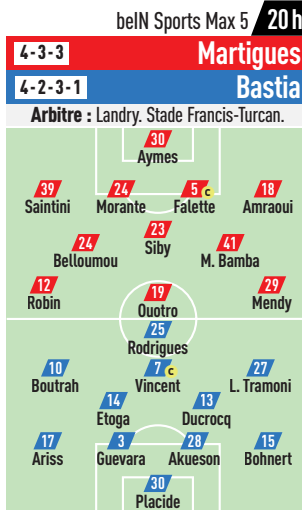 beIN Sports Max 5 20 h
4-3-3 Martigues
4-2-3-1 Bastia
Arbitre : Landry. Stade Francis-Turcan.
30
Aymes
39 24 5 c 18
Saintini Morante Falette Amraoui
23
Siby
24 41
Belloumou M. Bamba
12 29
Robin Mendy
19
Ouotro
25
Rodrigues
10 7 c 27
Boutrah Vincent L. Tramoni
14 13
Etoga Ducrocq
17 3 28 15
Ariss Guevara Akueson Bohnert
30
Placide